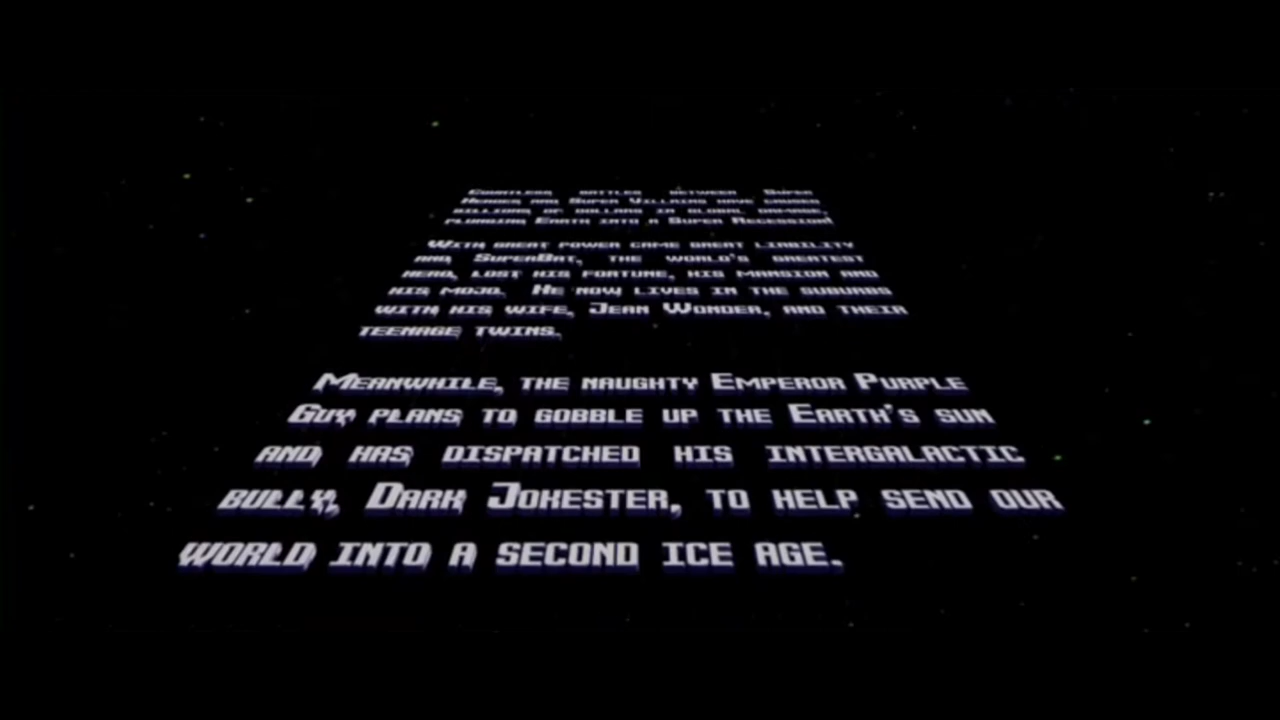 Countless battles between Super
Heroes and Super Villains have caused
billions of dollars in global damage,
plunging Earth into a Super Recession!
With great power came great liability
and SuperBat, the world's greatest
hero, lost his fortune, his mansion and
his mojo. He now lives in the suburbs
with his wife, Jean Wonder, and their
teenage twins.
Meanwhile, the naughty Emperor Purple
Guy plans to gobble up the Earth's sun
and has dispatched his intergalactic
bully, Dark Jokester, to help send our
world into a second ice age.